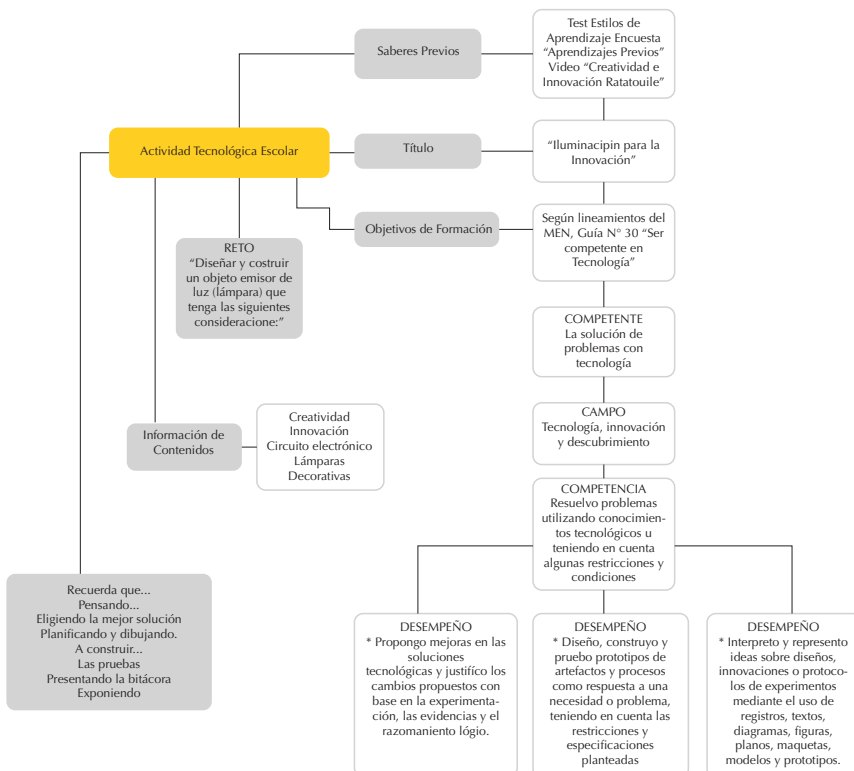 Saberes Previos
Test Estilos de
Aprendizaje Encuesta
“Aprendizajes Previos”
Video “Creatividad e
Innovación Ratatouile”
Actividad Tecnológica Escolar
Título
“Iluminacipin para la
Innovación”
Objetivos de Formación
Según lineamientos del
MEN, Guía N° 30 “Ser
competente en
Tecnología”
RETO
“Diseñar y costruir
un objeto emisor de
luz (lámpara) que
tenga las siguientes
consideracione:”
COMPETENTE
La solución de
problemas con
tecnología
Información de
Contenidos
Creatividad
Innovación
Circuito electrónico
Lámparas
Decorativas
CAMPO
Tecnología, innovación
y descubrimiento
COMPETENCIA
Resuelvo problemas
utilizando conocimien-
tos tecnológicos u
teniendo en cuenta
algunas restricciones y
condiciones
Recuerda que...
Pensando...
Eligiendo la mejor solución
Planificando y dibujando.
A construir...
Las pruebas
Presentando la bitácora
Exponiendo
DESEMPEÑO
* Propongo mejoras en las
soluciones
tecnológicas y justifíco los
cambios propuestos con
base en la experimenta-
ción, las evidencias y el
razomaniento lógio.
DESEMPEÑO
* Diseño, construyo y
pruebo prototipos de
artefactos y procesos
como respuesta a una
necesidad o problema,
teniendo en cuenta las
restricciones y
especificaciones
planteadas
DESEMPEÑO
* Interpreto y represento
ideas sobre diseños,
innovaciones o protoco-
los de experimentos
mediante el uso de
registros, textos,
diagramas, figuras,
planos, maquetas,
modelos y prototipos.